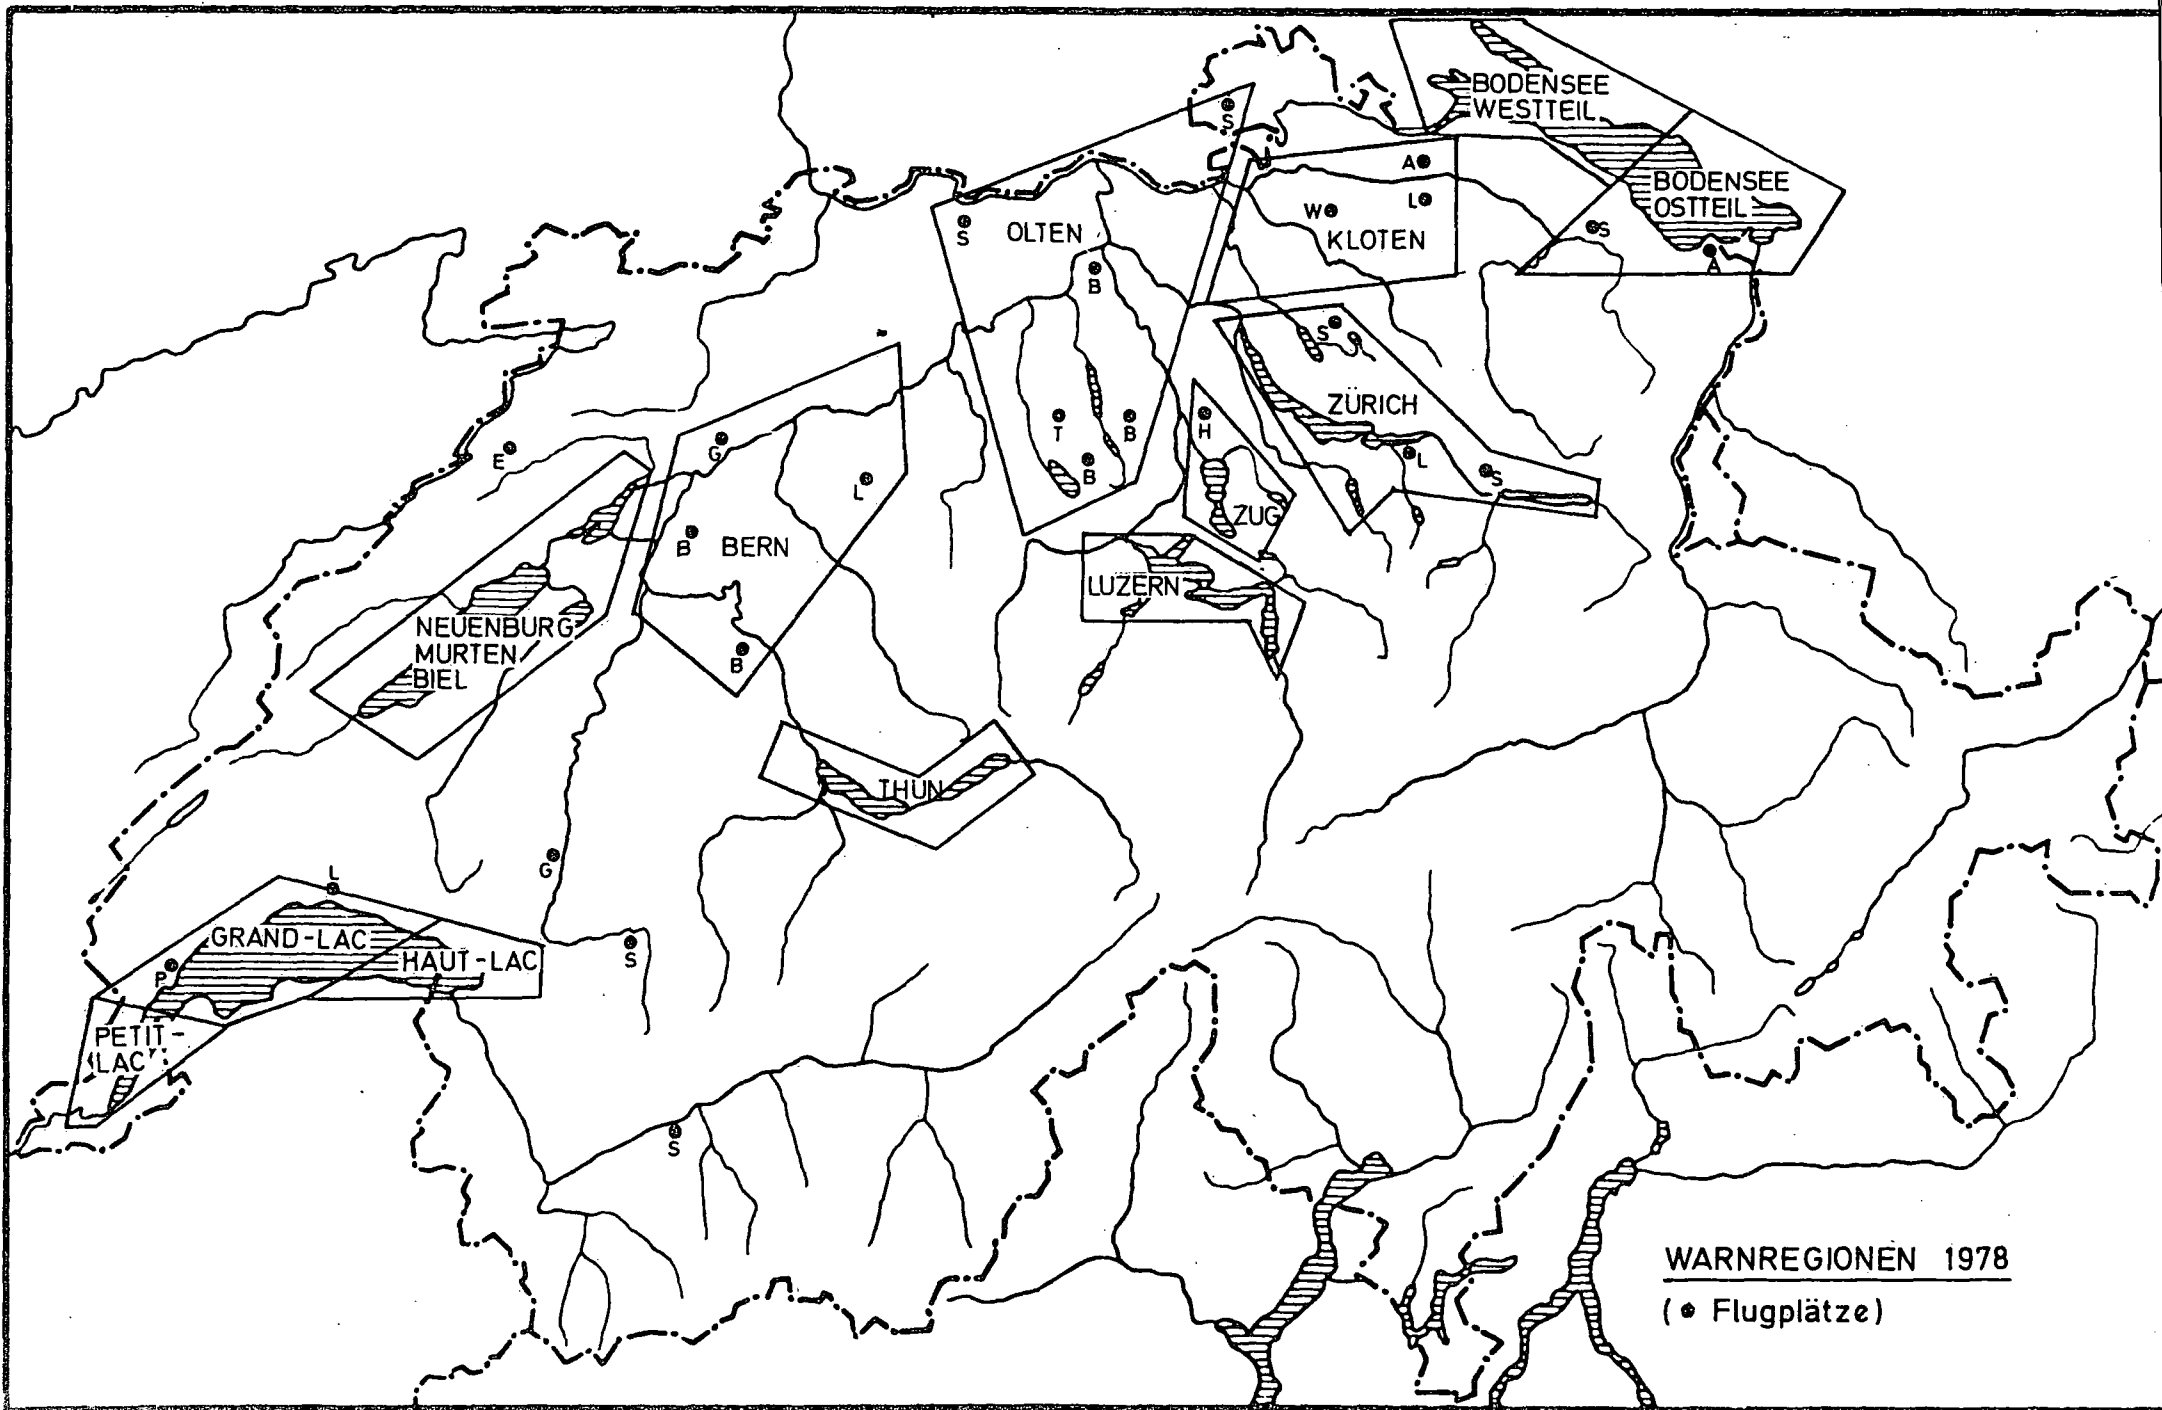 BODENSEE
WESTTEIL
S
A
BODENSEE
OSTTEIL
L
W
KLOTEN
S
OLTEN
S
A
B
S
ZÜRICH
T
B
H
G
E
L
S
B
L
ZUG
B
BERN
LUZERN
NEUENBURG
MURTEN
BIEL
B
THUN
G
L
GRAND-LAC
HAUT-LAC
S
P
PETIT-
LAC
S
WARNREGIONEN 1978
( Flugplätze)